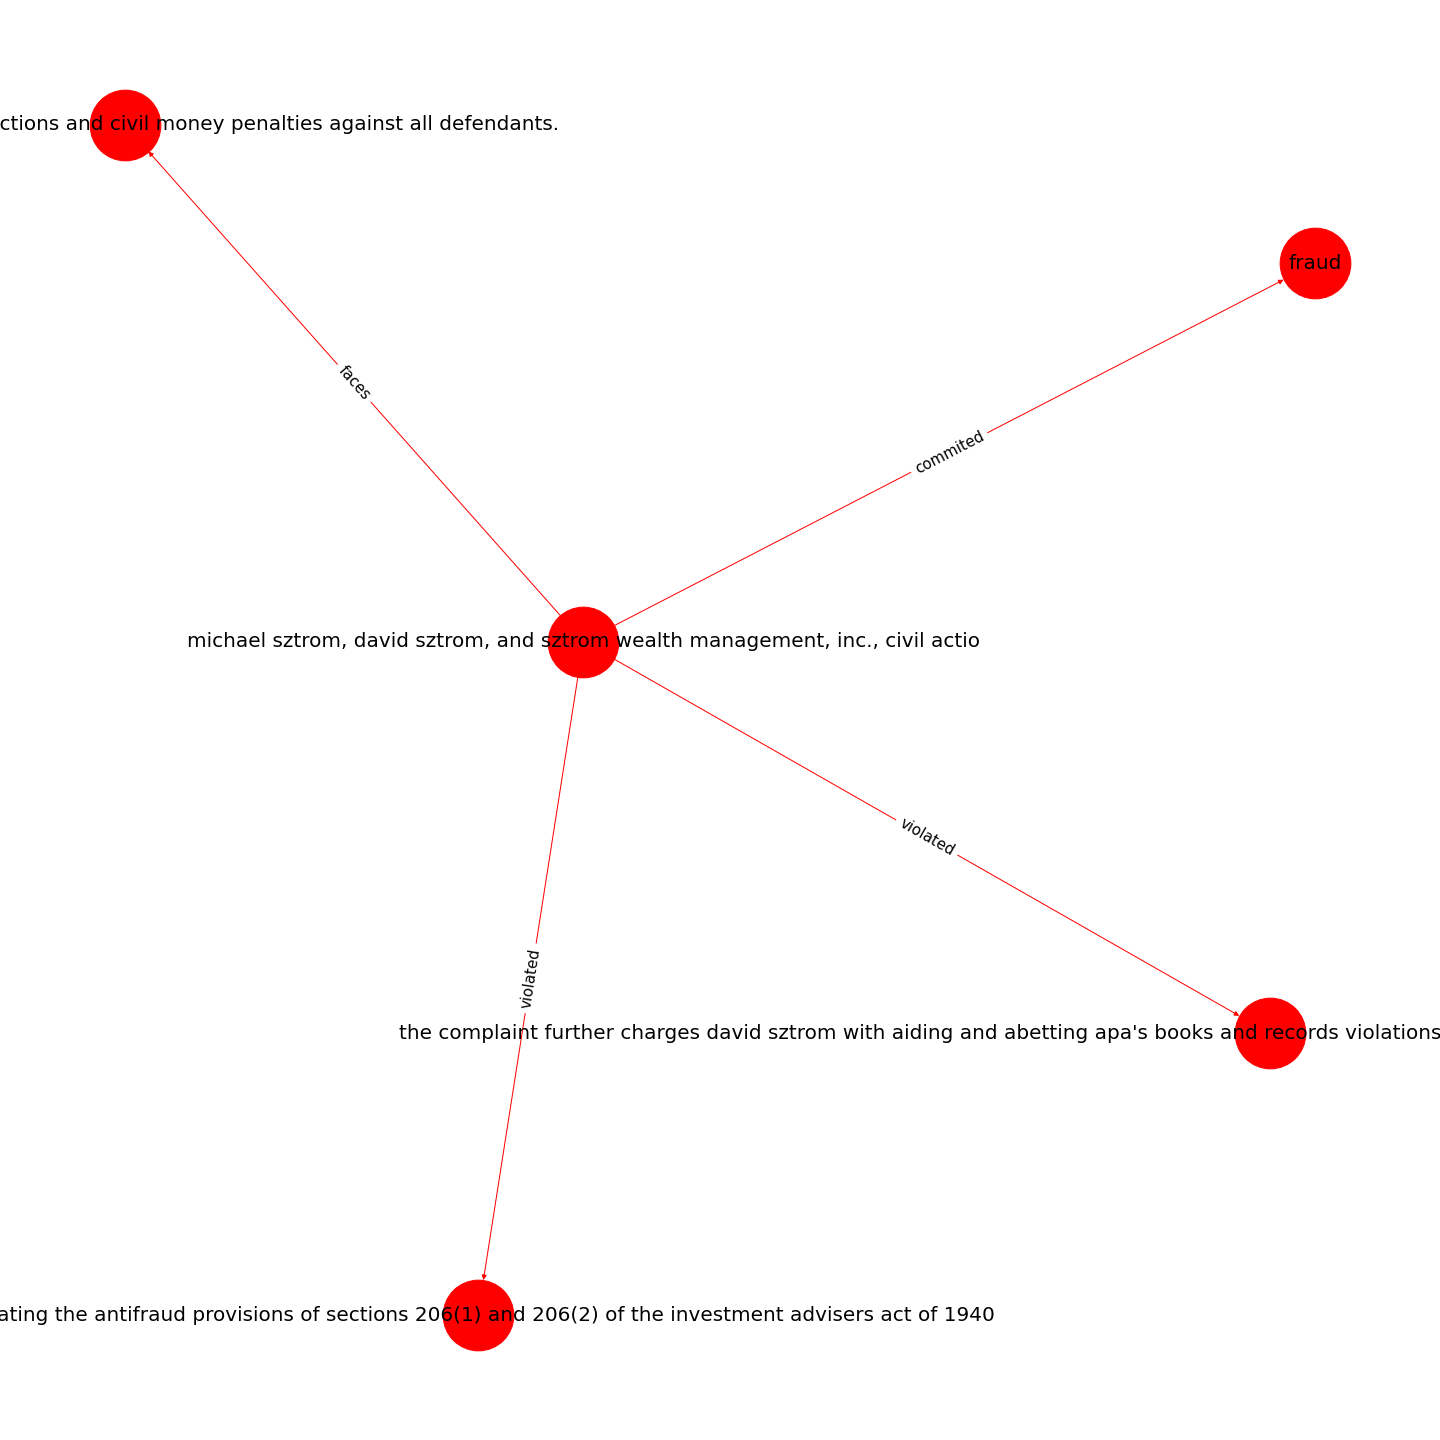 ctions and civil money penalties against all defendants.
fraud
faces
commited
michael sztrom, david sztrom, and sztrom wealth management, inc., civil actio
violated
violated
the complaint further charges david sztrom with aiding and abetting apa's books and records violations
ating the antifraud provisions of sections 206(1) and 206(2) of the investment advisers act of 1940